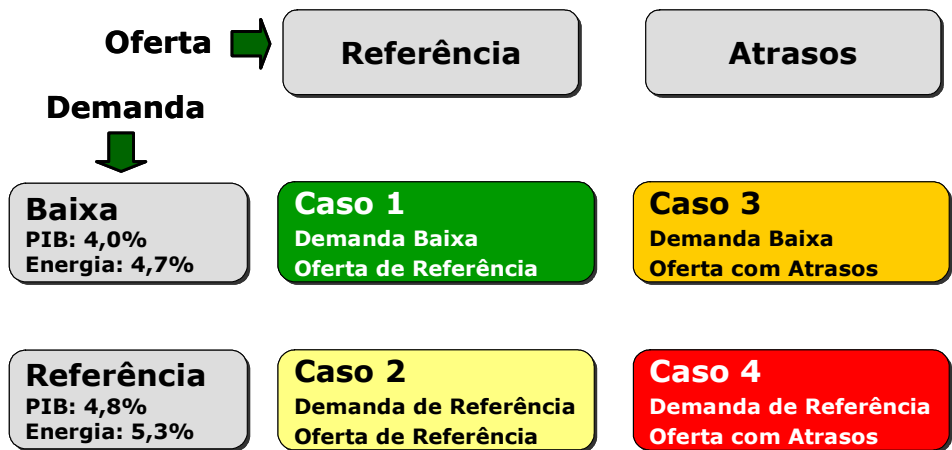 Oferta
Referência
Atrasos
Demanda
Baixa
PIB: 4,0%
Energia: 4,7%
Caso 1
Demanda Baixa
Oferta de Referência
Caso 3
Demanda Baixa
Oferta com Atrasos
Referência
PIB: 4,8%
Energia: 5,3%
Caso 2
Demanda de Referência
Oferta de Referência
Caso 4
Demanda de Referência
Oferta com Atrasos